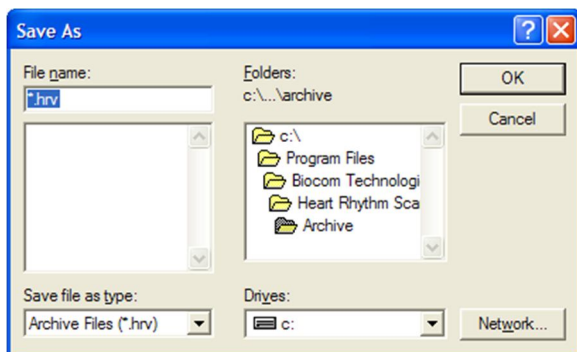 Save As
File name:
*.hrv
Folders:
c:\...\archive
c:\
Program Files
Biocom Technologi
Heart Rhythm Sca
Archive
OK
Cancel
Save file as type:
Archive Files (*.hrv)
Drives:
c:
Network...